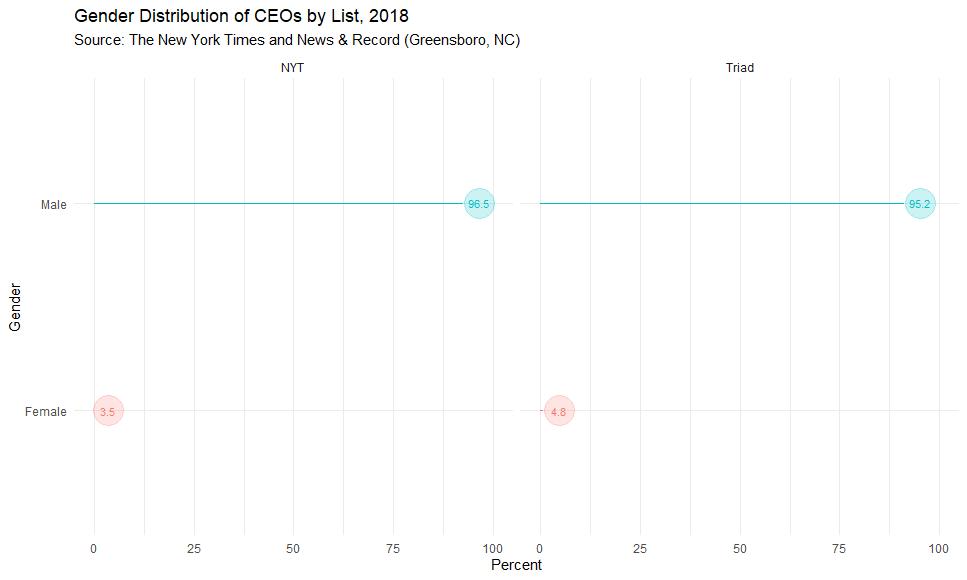 Gender Distribution of CEOs by List, 2018
Source: The New York Times and News & Record (Greensboro, NC)
NYT
Triad
Gender
Male
96.5
95.2
Female
3.5
4.8
0 25 50 75 100 0 25 50 75 100
Percent